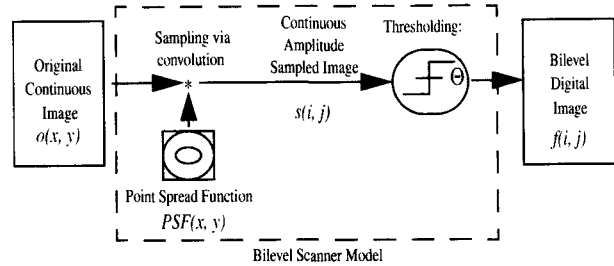 Original
Continuous
Image
o(x, y)
Sampling via
convolution
*
Point Spread Function
PSF(x, y)
Continuous
Amplitude
Sampled Image
s(i, j)
Thresholding:
Θ
Bilevel
Digital
Image
f(i, j)
Bilevel Scanner Model